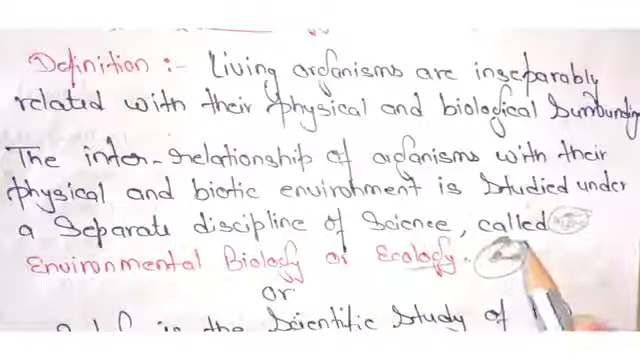 Definition :- Living organisms are inseparably
related with their physical and biological Surrounding
The inter-relationship of organisms with their
physical and biotic environment is studied under
a separate discipline of science, called
Environmental Biology or Ecology.
or
is the Scientific study of